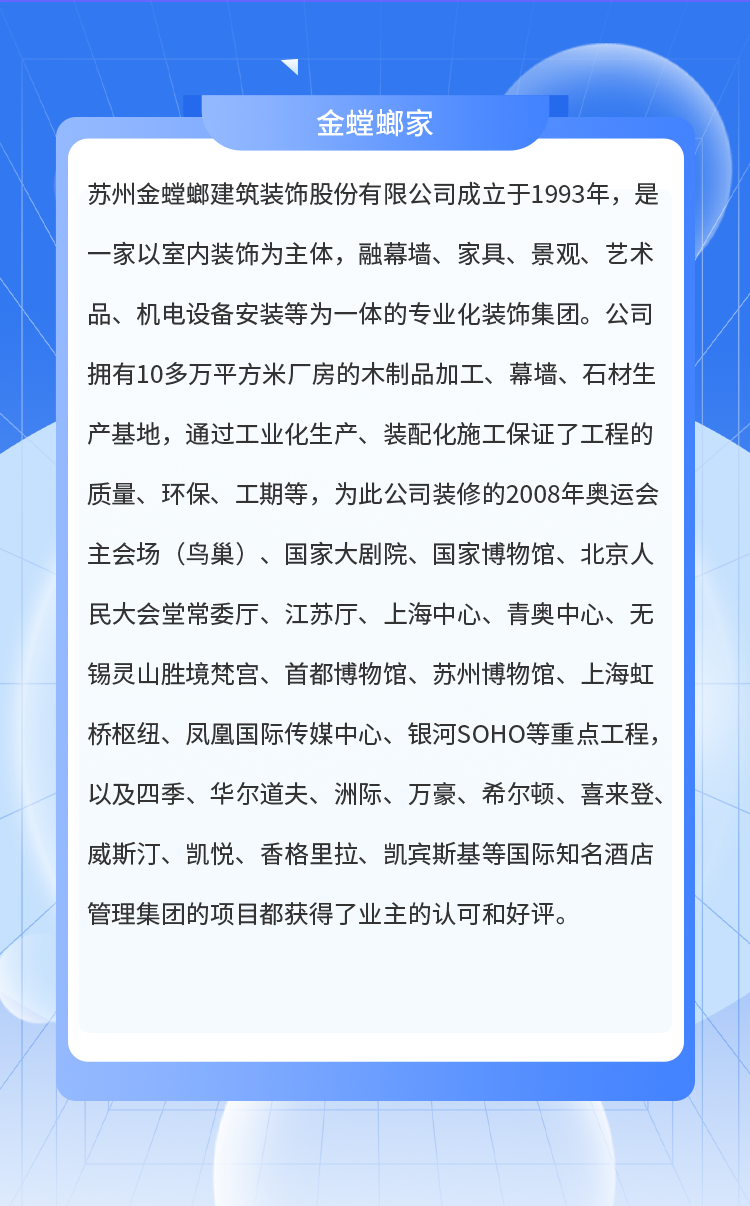 金螳螂家
苏州金螳螂建筑装饰股份有限公司成立于1993年，是
一家以室内装饰为主体，融幕墙、家具、景观、艺术
品、机电设备安装等为一体的专业化装饰集团。公司
拥有10多万平方米厂房的木制品加工、幕墙、石材生
产基地，通过工业化生产、装配化施工保证了工程的
质量、环保、工期等，为此公司装修的2008年奥运会
主会场（鸟巢）、国家大剧院、国家博物馆、北京人
民大会堂常委厅、江苏厅、上海中心、青奥中心、无
锡灵山胜境梵宫、首都博物馆、苏州博物馆、上海虹
桥枢纽、凤凰国际传媒中心、银河SOHO等重点工程，
以及四季、华尔道夫、洲际、万豪、希尔顿、喜来登、
威斯汀、凯悦、香格里拉、凯宾斯基等国际知名酒店
管理集团的项目都获得了业主的认可和好评。